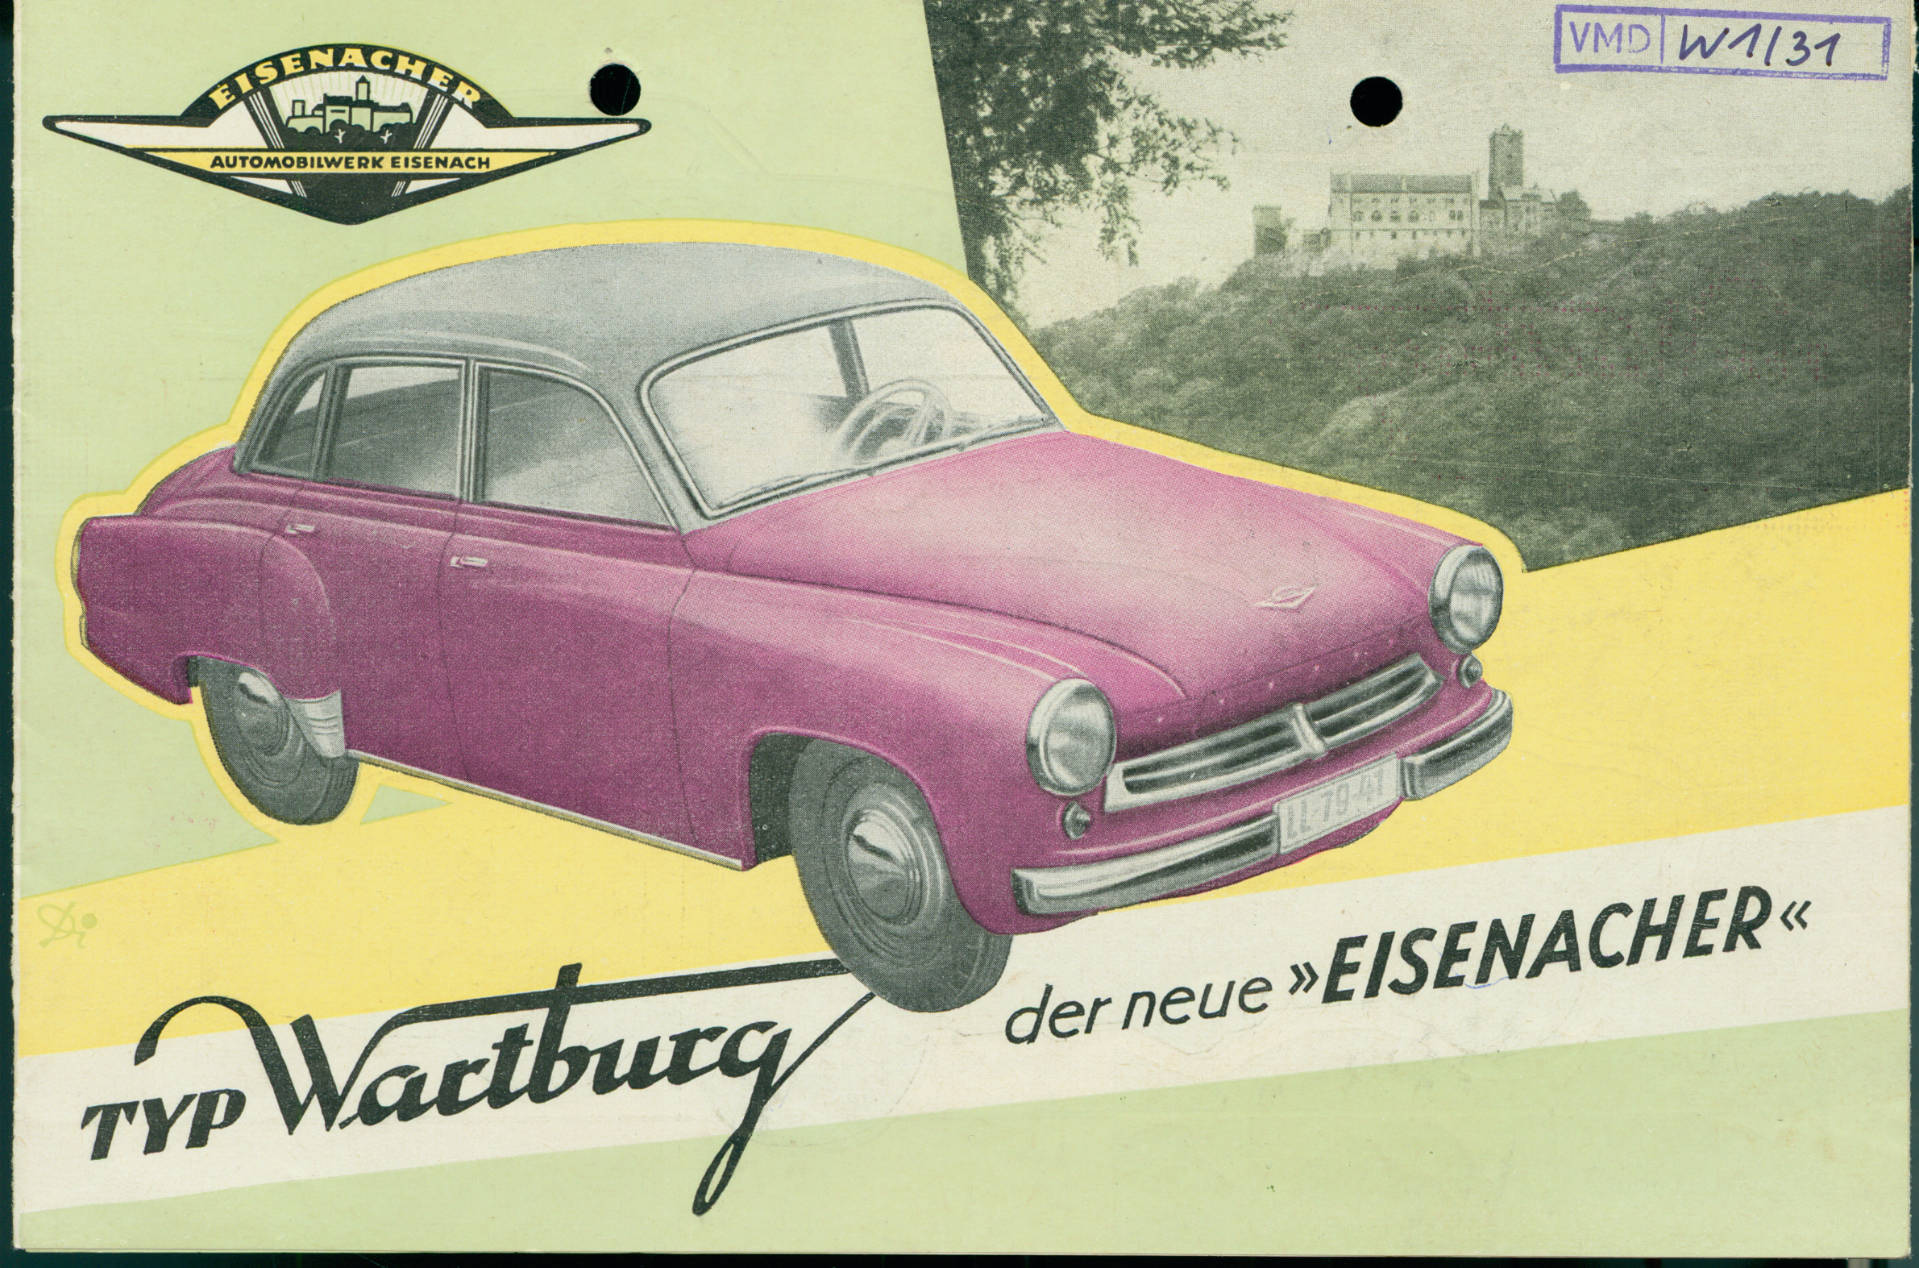 EISENACHER
AUTOMOBILWERK EISENACH
VMD W1/31
LL-79-41
TYP Wartburg
der neue »EISENACHER«